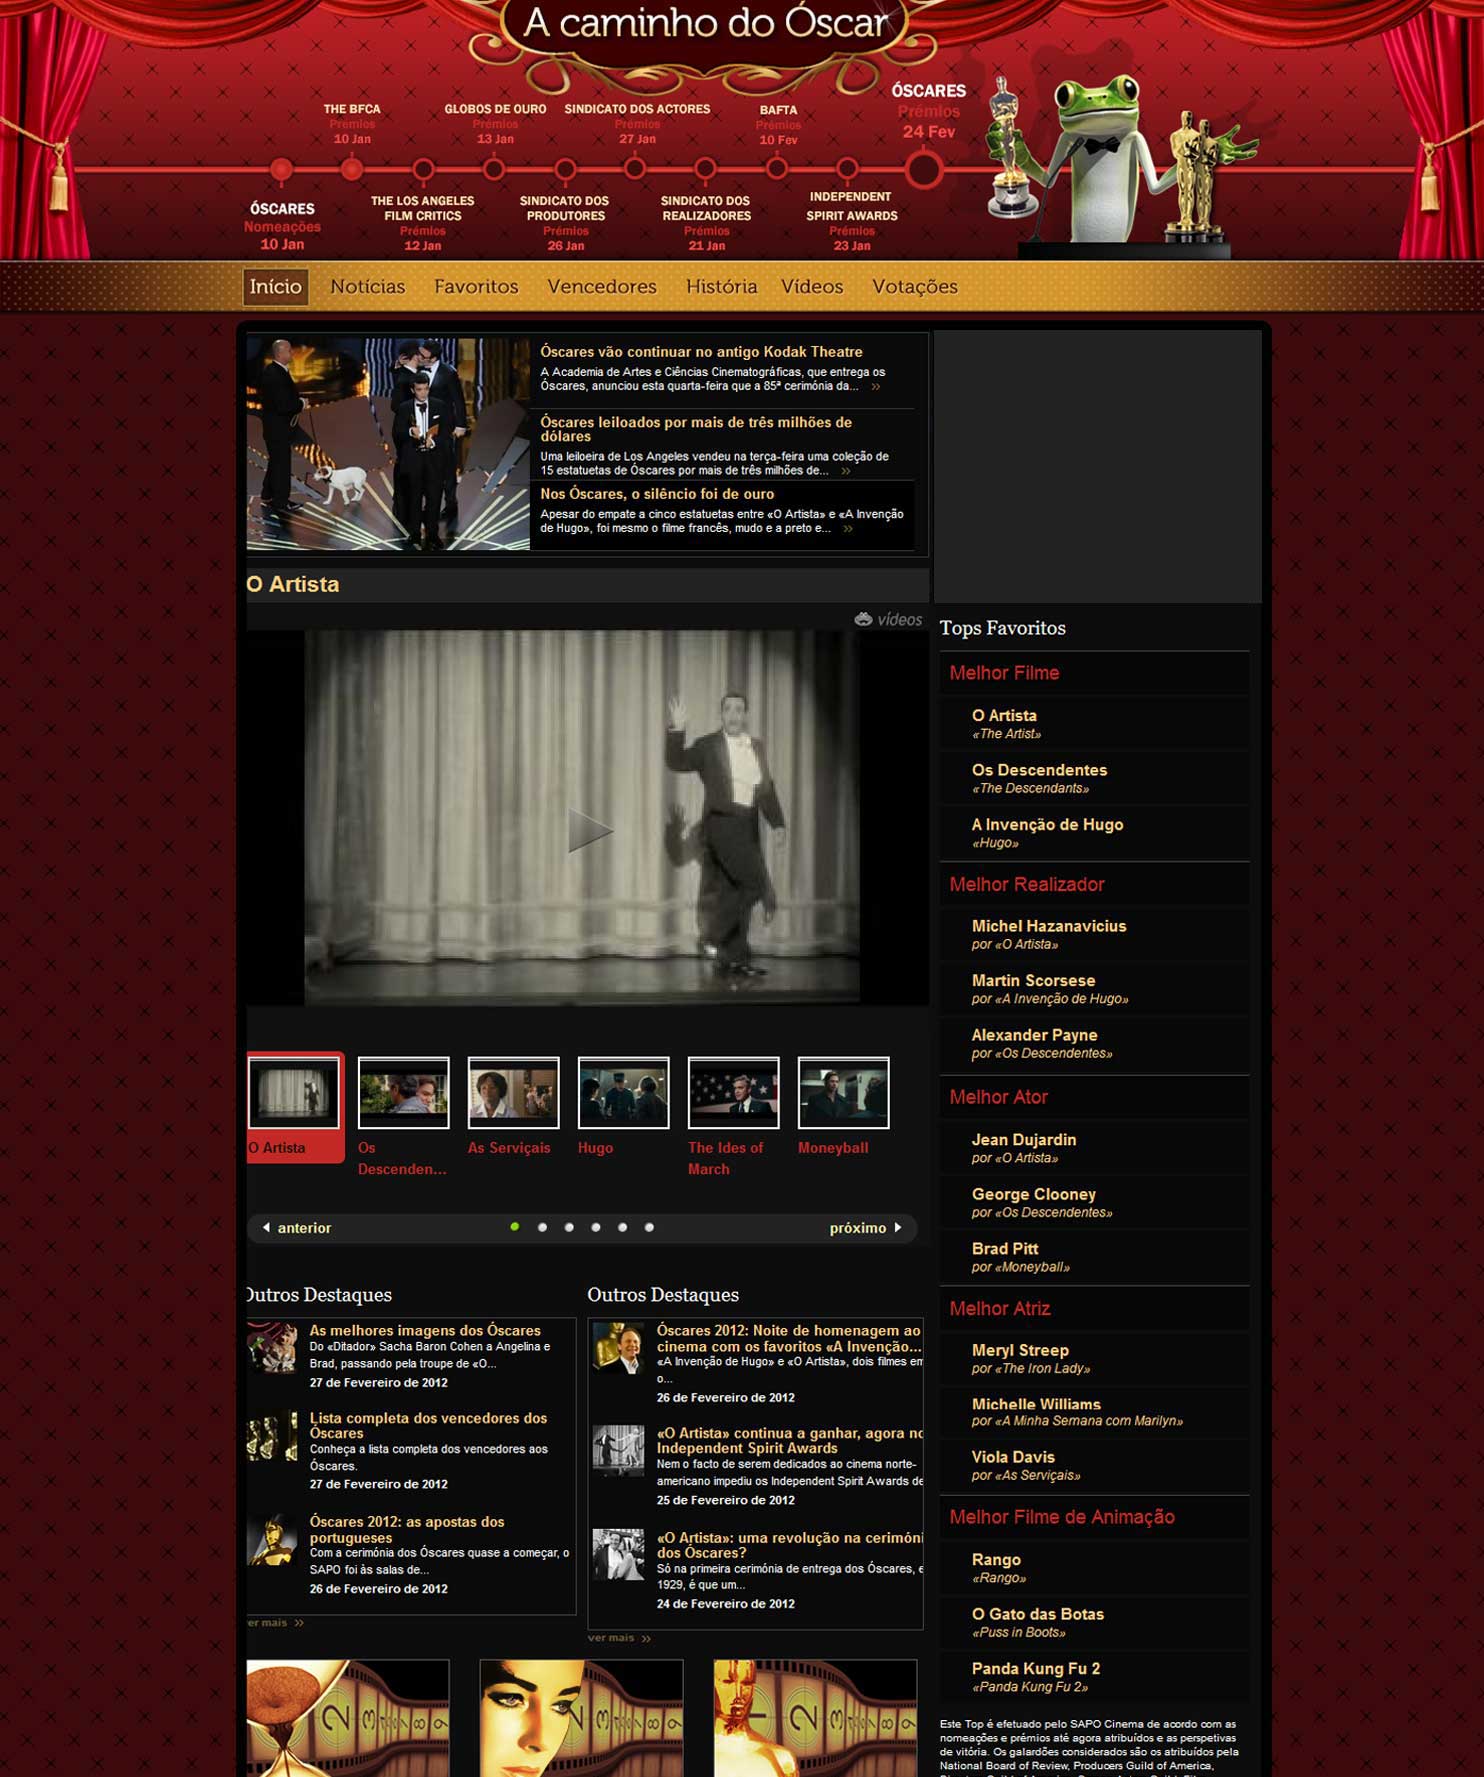 A caminho do Óscar
THE BFCA
Prémios
10 Jan
GLOBOS DE OURO
Prémios
13 Jan
SINDICATO DOS ACTORES
Prémios
27 Jan
BAFTA
Prémios
10 Fev
ÓSCARES
Prémios
24 Fev
ÓSCARES
Nomeações
10 Jan
THE LOS ANGELES
FILM CRITICS
Prémios
12 Jan
SINDICATO DOS
PRODUTORES
Prémios
26 Jan
SINDICATO DOS
REALIZADORES
Prémios
21 Jan
INDEPENDENT
SPIRIT AWARDS
Prémios
23 Jan
Início Notícias Favoritos Vencedores História Vídeos Votações
Óscares vão continuar no antigo Kodak Theatre
A Academia de Artes e Ciências Cinematográficas, que entrega os
Óscares, anunciou esta quarta-feira que a 85ª cerimónia da... »
Óscares leiloados por mais de três milhões de
dólares
Uma leiloeira de Los Angeles vendeu na terça-feira uma coleção de
15 estatuetas de Óscares por mais de três milhões de... »
Nos Óscares, o silêncio foi de ouro
Apesar do empate a cinco estatuetas entre «O Artista» e «A Invenção
de Hugo», foi mesmo o filme francês, mudo e a preto e... »
O Artista
vídeos
O Artista
Os
Descenden...
As Serviçais
Hugo
The Ides of
March
Moneyball
anterior
próximo
Outros Destaques
As melhores imagens dos Óscares
Do «Ditador» Sacha Baron Cohen a Angelina e
Brad, passando pela troupe de «O...
27 de Fevereiro de 2012
Lista completa dos vencedores dos
Óscares
Conheça a lista completa dos vencedores aos
Óscares.
27 de Fevereiro de 2012
Óscares 2012: as apostas dos
portugueses
Com a cerimónia dos Óscares quase a começar, o
SAPO foi às salas de...
26 de Fevereiro de 2012
ver mais »
Outros Destaques
Óscares 2012: Noite de homenagem ao
cinema com os favoritos «A Invenção...
«A Invenção de Hugo» e «O Artista», dois filmes em
o...
26 de Fevereiro de 2012
«O Artista» continua a ganhar, agora no
Independent Spirit Awards
Nem o facto de serem dedicados ao cinema norte-
americano impediu os Independent Spirit Awards de
25 de Fevereiro de 2012
«O Artista»: uma revolução na cerimóni
dos Óscares?
Só na primeira cerimónia de entrega dos Óscares, e
1929, é que um...
24 de Fevereiro de 2012
ver mais »
Tops Favoritos
Melhor Filme
O Artista
«The Artist»
Os Descendentes
«The Descendants»
A Invenção de Hugo
«Hugo»
Melhor Realizador
Michel Hazanavicius
por «O Artista»
Martin Scorsese
por «A Invenção de Hugo»
Alexander Payne
por «Os Descendentes»
Melhor Ator
Jean Dujardin
por «O Artista»
George Clooney
por «Os Descendentes»
Brad Pitt
por «Moneyball»
Melhor Atriz
Meryl Streep
por «The Iron Lady»
Michelle Williams
por «A Minha Semana com Marilyn»
Viola Davis
por «As Serviçais»
Melhor Filme de Animação
Rango
«Rango»
O Gato das Botas
«Puss in Boots»
Panda Kung Fu 2
«Panda Kung Fu 2»
Este Top é efetuado pelo SAPO Cinema de acordo com as
nomeações e prémios até agora atribuídos e as perspetivas
de vitória. Os galardões considerados são os atribuídos pela
National Board of Review, Producers Guild of America,